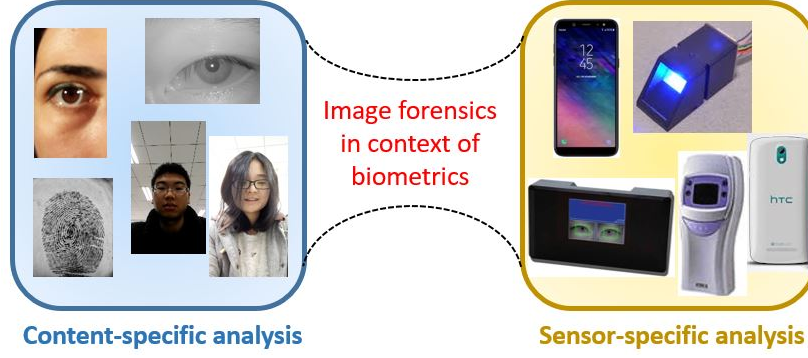 Image forensics
in context of
biometrics
12
45
hTC
Content-specific analysis
Sensor-specific analysis